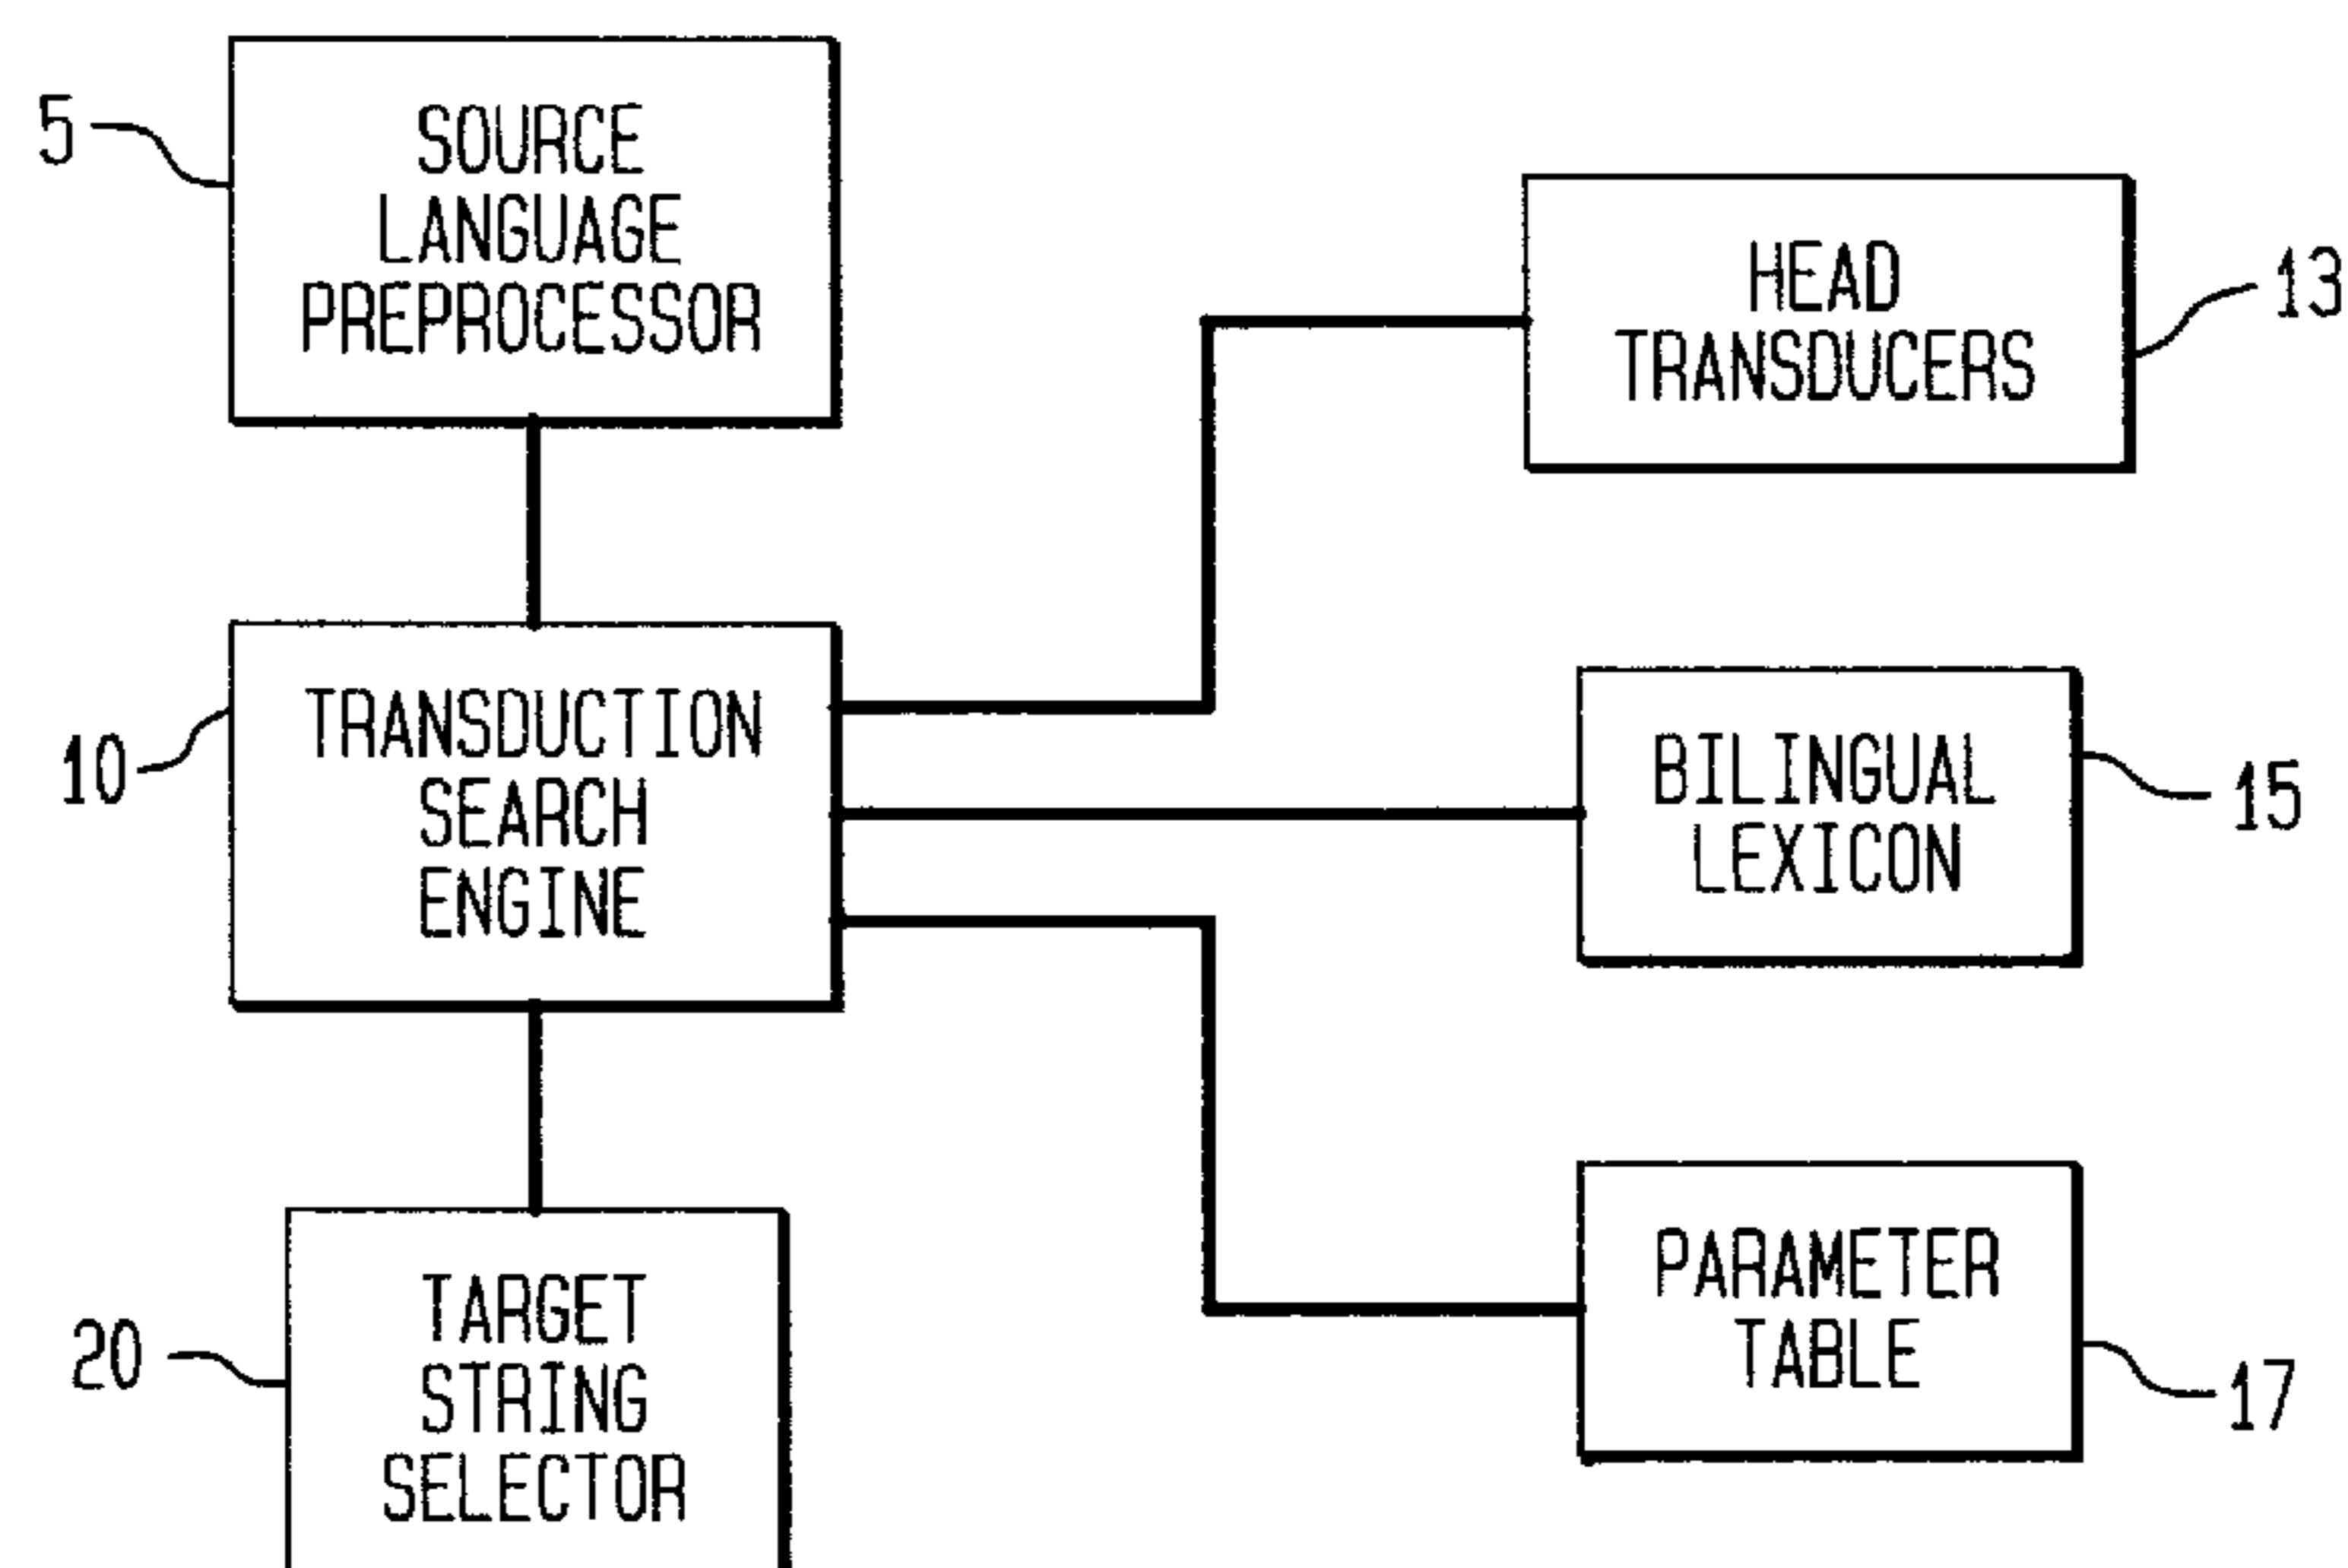 5
SOURCE
LANGUAGE
PREPROCESSOR
HEAD
TRANSDUCERS
13
10
TRANSDUCTION
SEARCH
ENGINE
BILINGUAL
LEXICON
15
20
TARGET
STRING
SELECTOR
PARAMETER
TABLE
17